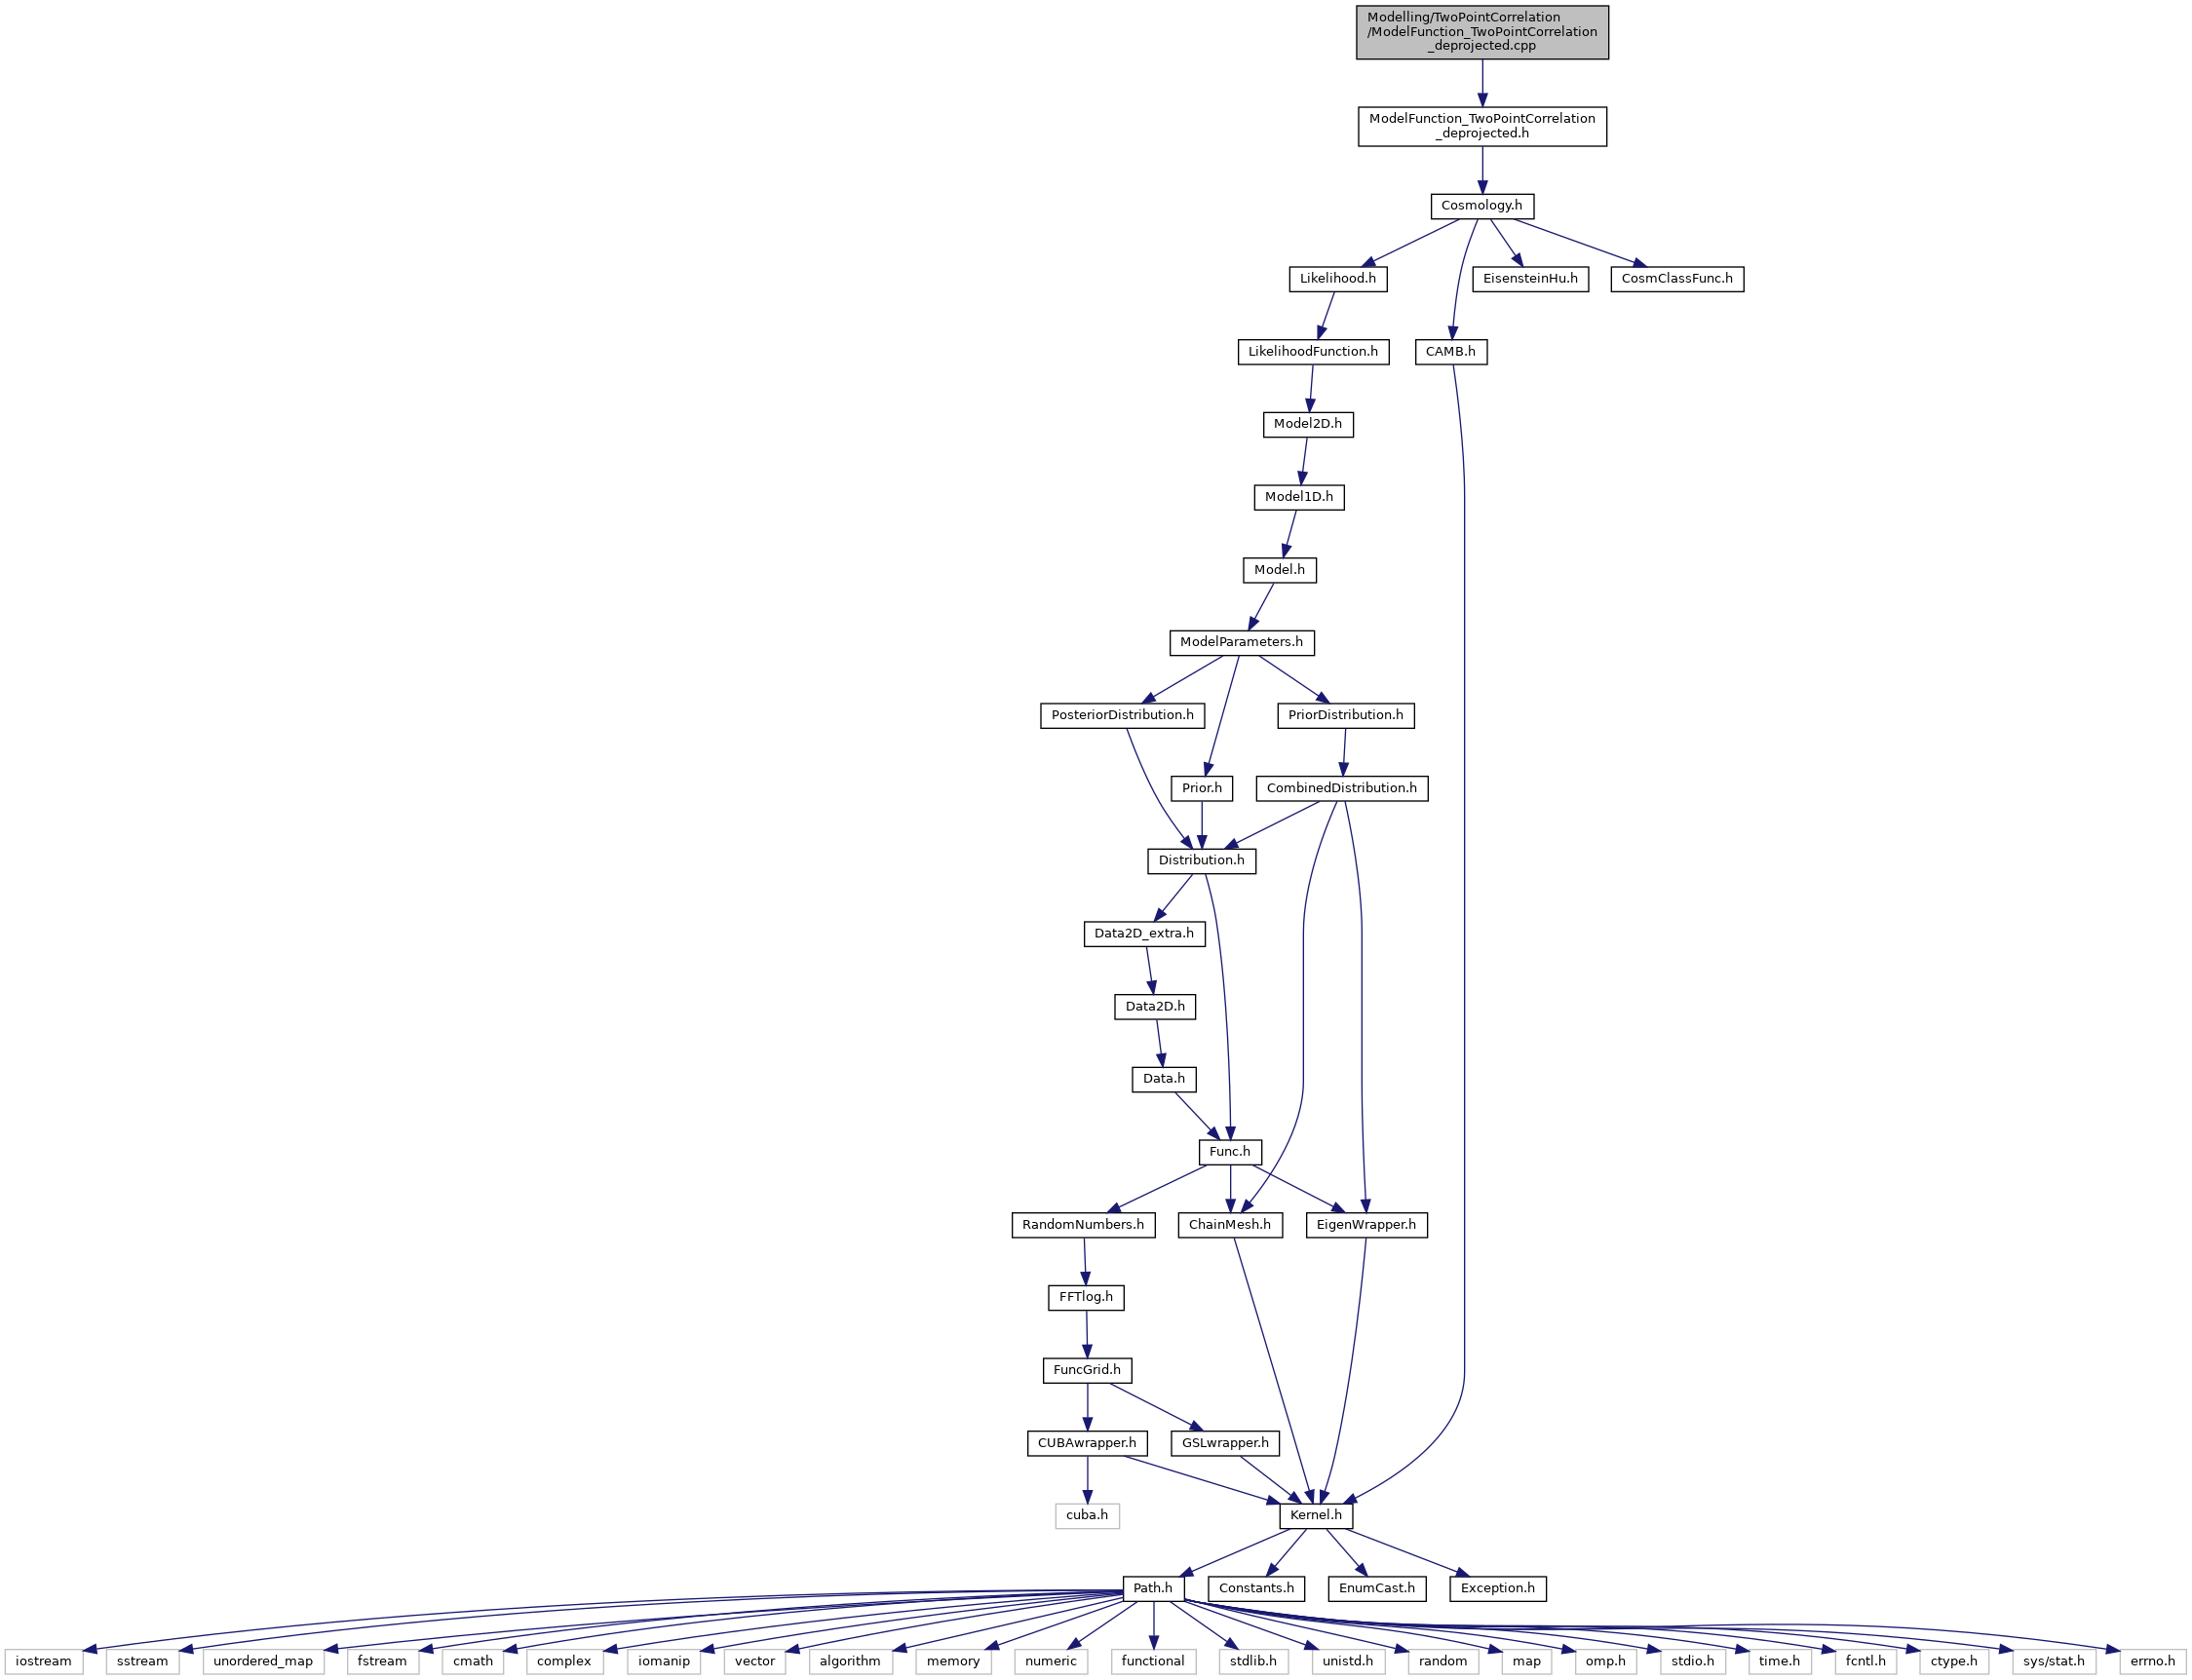 Modelling/TwoPointCorrelation
/ModelFunction_TwoPointCorrelation
_deprojected.cpp
ModelFunction_TwoPointCorrelation
_deprojected.h
Cosmology.h
Likelihood.h
EisensteinHu.h
CosmClassFunc.h
LikelihoodFunction.h
CAMB.h
Model2D.h
Model1D.h
Model.h
ModelParameters.h
PosteriorDistribution.h
PriorDistribution.h
Prior.h
CombinedDistribution.h
Distribution.h
Data2D_extra.h
Data2D.h
Data.h
Func.h
RandomNumbers.h
ChainMesh.h
EigenWrapper.h
FFTlog.h
FuncGrid.h
CUBAwrapper.h
GSLwrapper.h
cuba.h
Kernel.h
Path.h
Constants.h
EnumCast.h
Exception.h
iostream
sstream
unordered_map
fstream
cmath
complex
iomanip
vector
algorithm
memory
numeric
functional
stdlib.h
unistd.h
random
map
omp.h
stdio.h
time.h
fcntl.h
ctype.h
sys/stat.h
errno.h